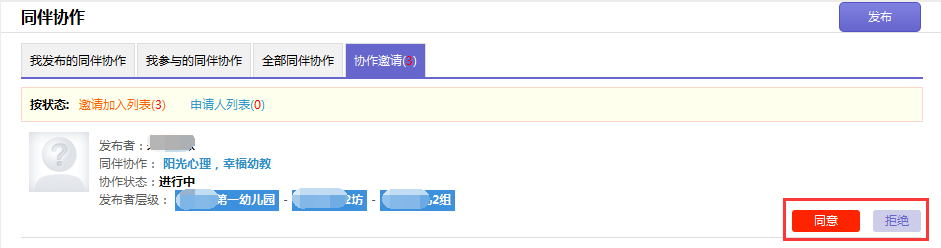 同伴协作
发布
我发布的同伴协作 我参与的同伴协作 全部同伴协作 协作邀请(3)
按状态: 邀请加入列表(3) 申请人列表(0)
发布者：
同伴协作： 阳光心理，幸福幼教
协作状态：进行中
发布者层级： 第一幼儿园 - 坊 - 2组
同意 拒绝